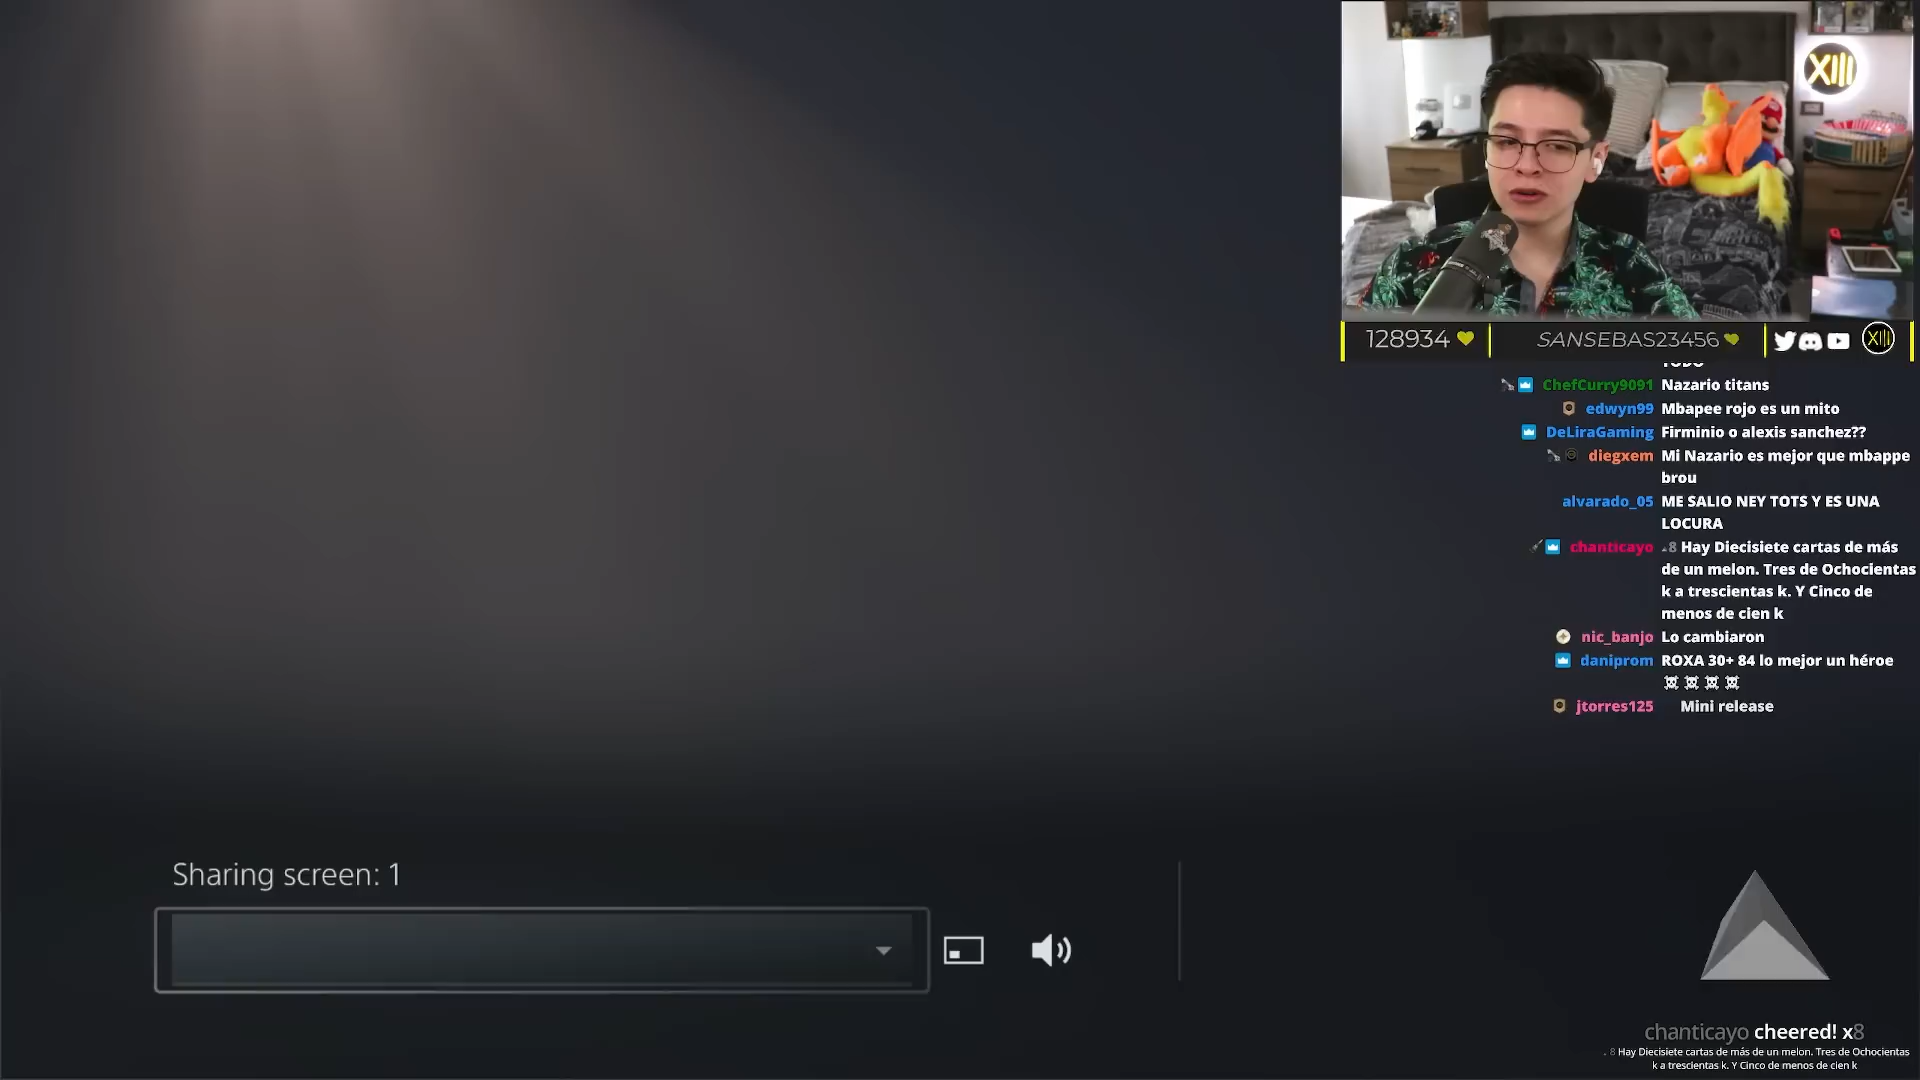 XIII
128934
SANSEBAS23456
XIII
TODO
ChefCurry9091 Nazario titans
edwyn99 Mbapee rojo es un mito
DeLiraGaming Firminio o alexis sanchez??
diegxem Mi Nazario es mejor que mbappe
brou
alvarado_05 ME SALIO NEY TOTS Y ES UNA
LOCURA
chanticayo 8 Hay Diecisiete cartas de más
de un melon. Tres de Ochocientas
k a trescientas k. Y Cinco de
menos de cien k
nic_banjo Lo cambiaron
daniprom ROXA 30+ 84 lo mejor un héroe
☠ ☠ ☠ ☠
jtorres125 Mini release
Sharing screen: 1
chanticayo cheered! x8
8 Hay Diecisiete cartas de más de un melon. Tres de Ochocientas
k a trescientas k. Y Cinco de menos de cien k